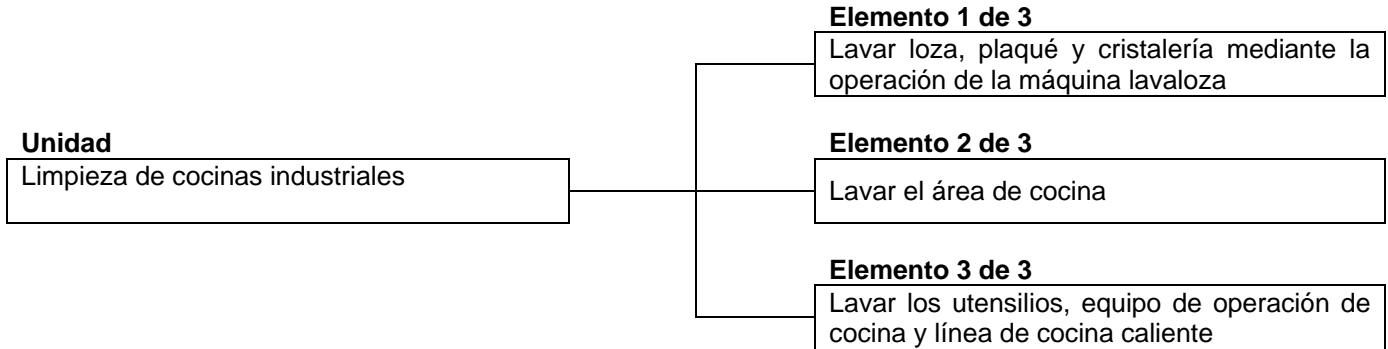 Elemento 1 de 3
Lavar loza, plaqué y cristalería mediante la
operación de la máquina lavaloza
Unidad
Limpieza de cocinas industriales
Elemento 2 de 3
Lavar el área de cocina
Elemento 3 de 3
Lavar los utensilios, equipo de operación de
cocina y línea de cocina caliente